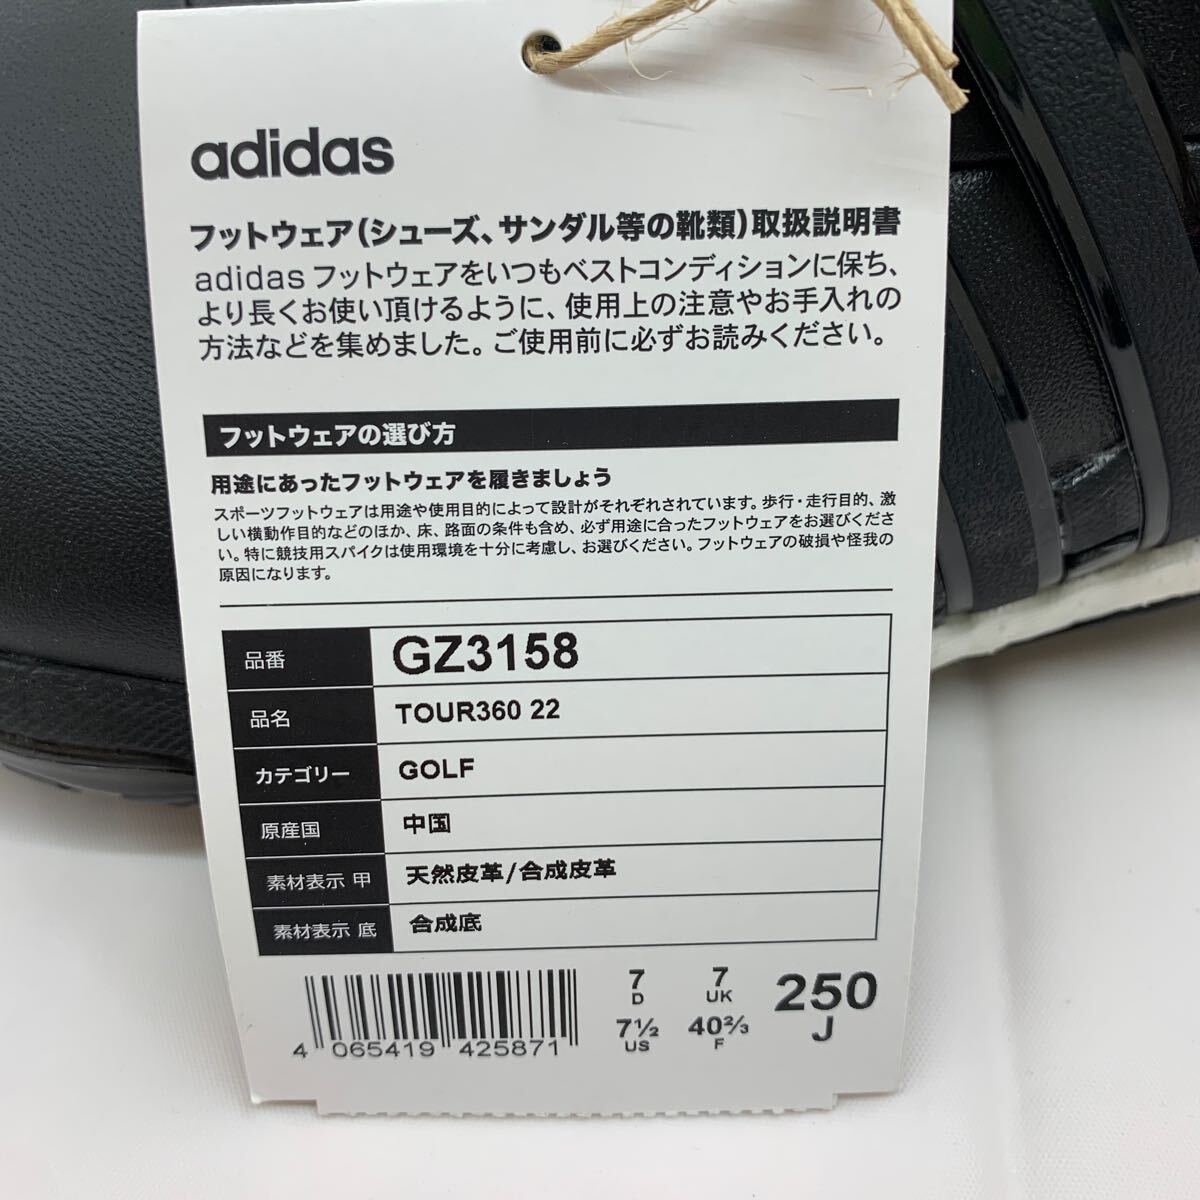 adidas
フットウェア(シューズ、サンダル等の靴類)取扱説明書
adidas フットウェアをいつもベストコンディションに保ち、
より長くお使い頂けるように、使用上の注意やお手入れの
方法などを集めました。ご使用前に必ずお読みください。
フットウェアの選び方
用途にあったフットウェアを履きましょう
スポーツフットウェアは用途や使用目的によって設計がそれぞれされています。歩行・走行目的、激
しい横動作目的などのほか、床、路面の条件も含め、必ず用途に合ったフットウェアをお選びくださ
い。特に競技用スパイクは使用環境を十分に考慮し、お選びください。フットウェアの破損や怪我の
原因になります。
品番 GZ3158
品名 TOUR360 22
カテゴリー GOLF
原産国 中国
素材表示 甲 天然皮革/合成皮革
素材表示 底 合成底
7 7 250
D UK J
7½ 40⅔
US F
4 065419 425871